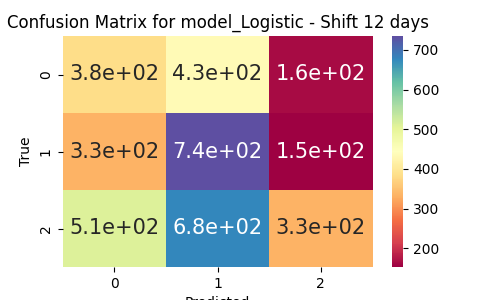 Confusion Matrix for model_Logistic - Shift 12 days
0 3.8e+02 4.3e+02 1.6e+02
1 3.3e+02 7.4e+02 1.5e+02
2 5.1e+02 6.8e+02 3.3e+02
True
0 1 2
Predicted
700
600
500
400
300
200